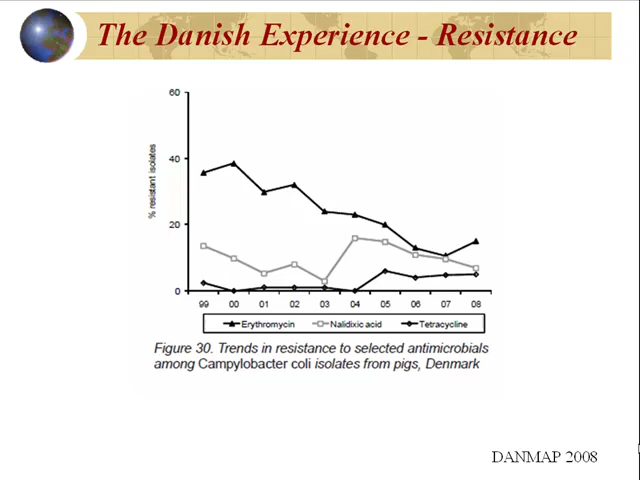 The Danish Experience - Resistance
60
40
20
0
% resistant isolates
99 00 01 02 03 04 05 06 07 08
Erythromycin Nalidixic acid Tetracycline
Figure 30. Trends in resistance to selected antimicrobials
among Campylobacter coli isolates from pigs, Denmark
DANMAP 2008